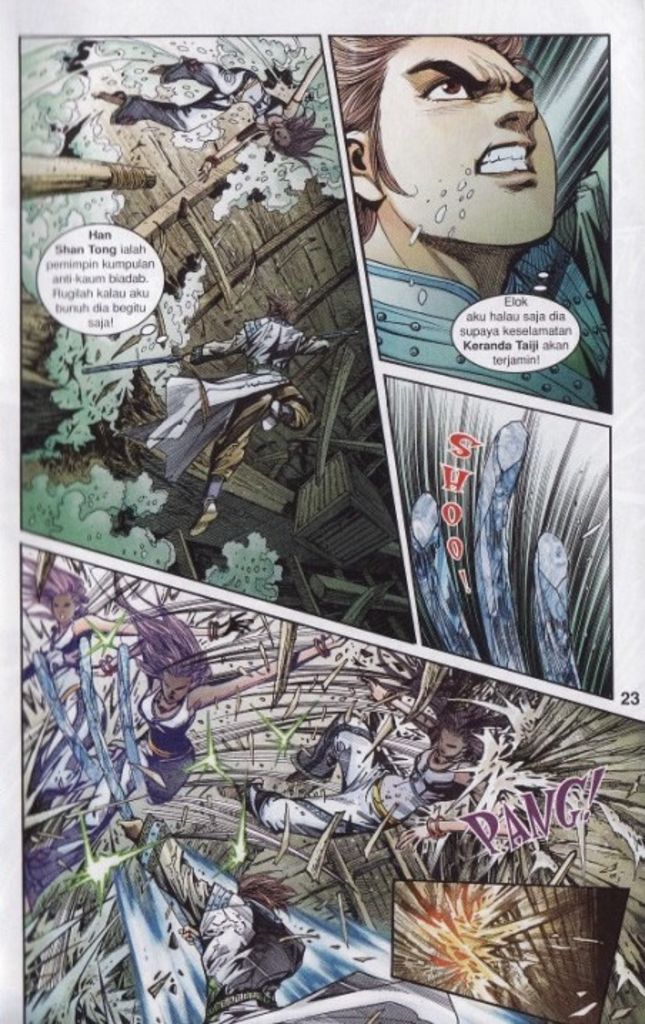 Han
Shan Tong ialah
pemimpin kumpulan
anti-kaum biadab.
Rugilah kalau aku
bunuh dia begitu
saja!
Elok
aku halau saja dia
supaya keselamatan
Keranda Taiji akan
terjamin!
SHOO!
23
PANG!